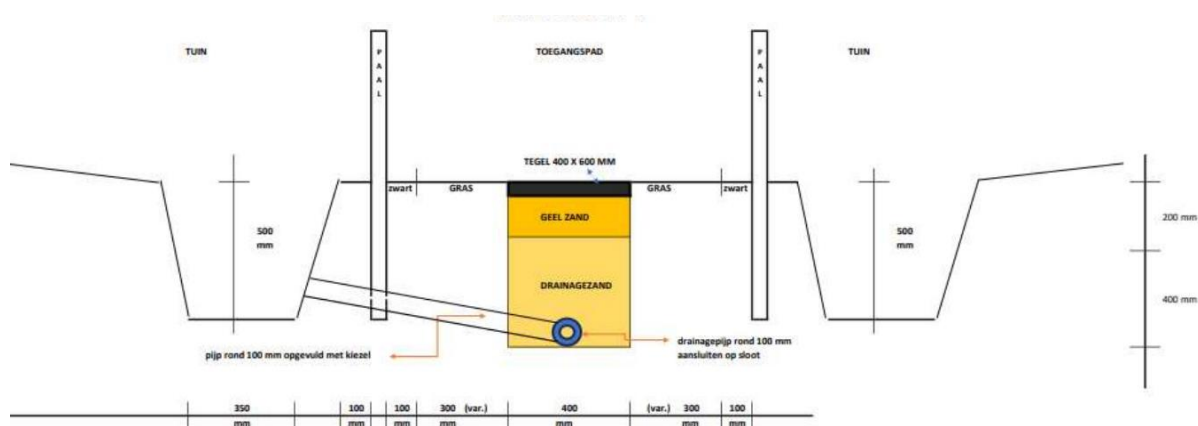 TUIN
TOEGANGSPAD
TUIN
P
A
A
L
P
A
A
L
TEGEL 400 X 600 MM
zwart
GRAS
GRAS
zwart
GEEL ZAND
200 mm
500
mm
500
mm
DRAINAGEZAND
400 mm
pijp rond 100 mm opgevuld met kiezel
drainagepijp rond 100 mm
aansluiten op sloot
350
mm
100
mm
100
mm
300 (var.)
mm
400
mm
(var.) 300
mm
100
mm